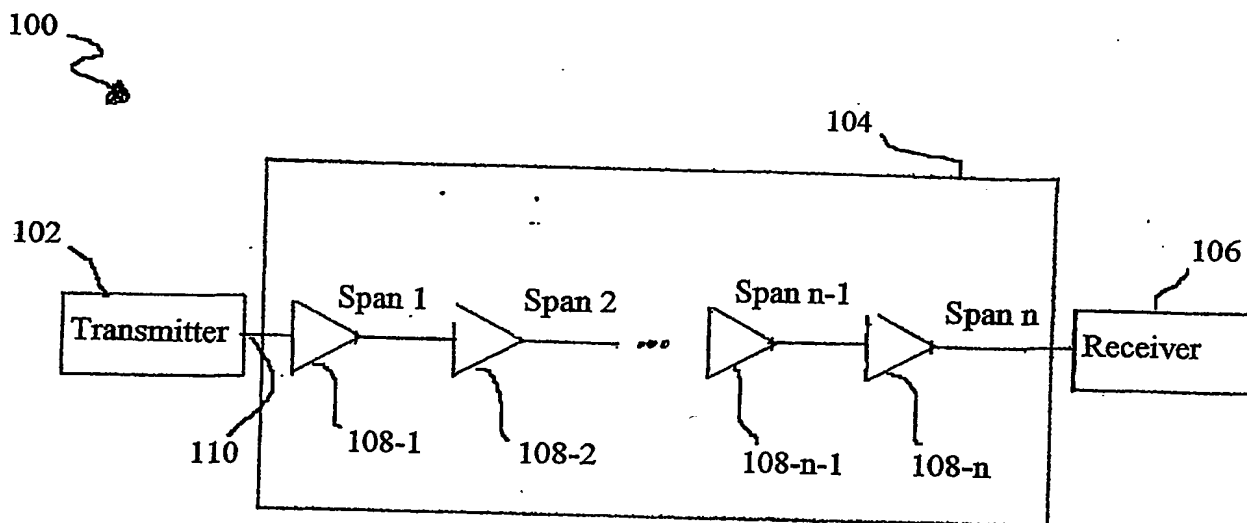 100
104
102
106
Transmitter
Span 1
Span 2
Span n-1
Span n
Receiver
110
108-1
108-2
108-n-1
108-n